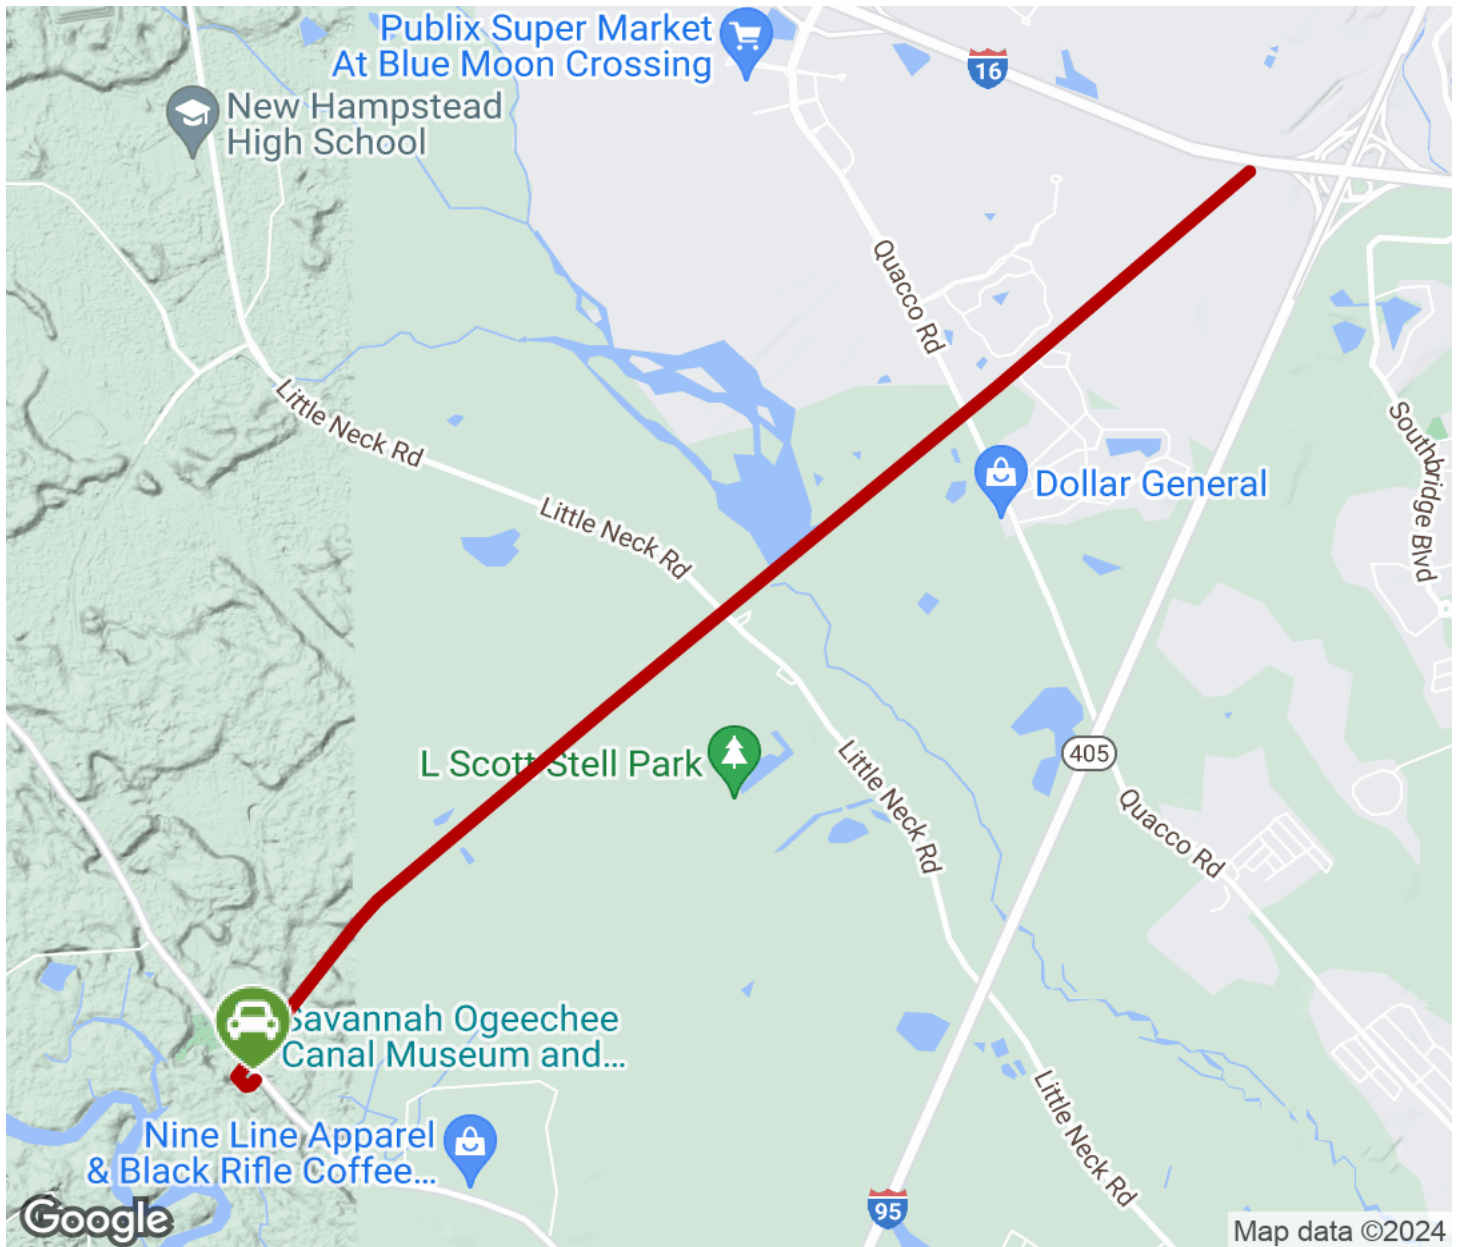 Publix Super Market
At Blue Moon Crossing
16
New Hampstead
High School
Quacco Rd
Little Neck Rd
Little Neck Rd
Southbridge Blvd
Dollar General
L Scott Stell Park
Little Neck Rd
405
Quacco Rd
Savannah Ogeechee
Canal Museum and...
Little Neck Rd
Nine Line Apparel
& Black Rifle Coffee...
95
Google
Map data ©2024